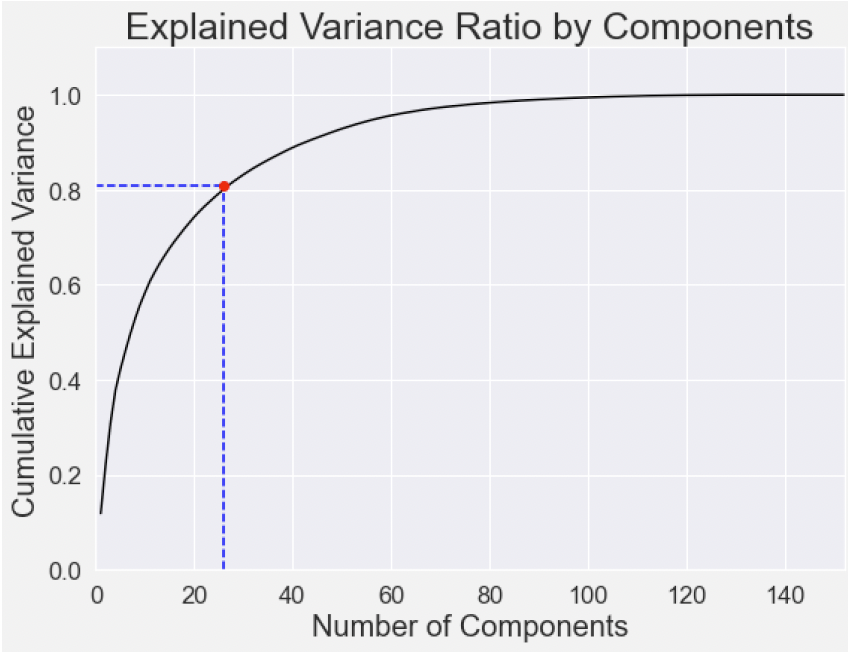 Explained Variance Ratio by Components
Cumulative Explained Variance
1.0
0.8
0.6
0.4
0.2
0.0
0 20 40 60 80 100 120 140
Number of Components